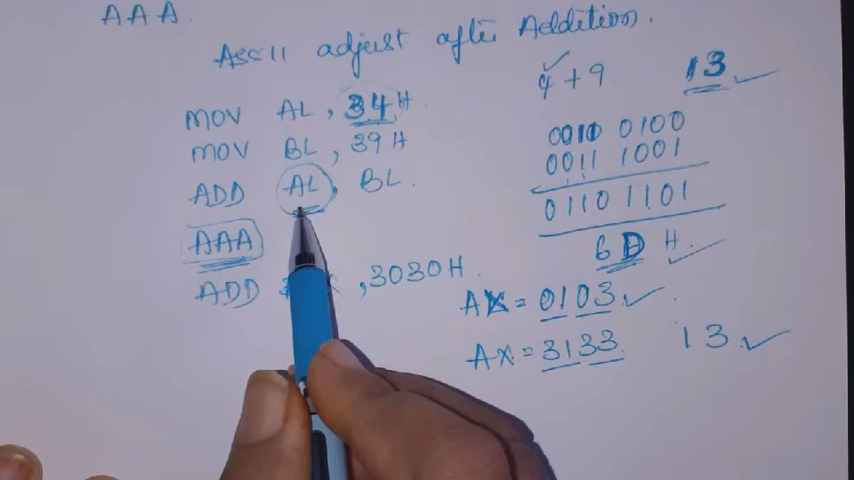 AAA
Ascii adjust after Addition.
MOV AL, 34H
MOV BL, 39H
ADD AL, BL.
AAA
ADD , 3030H
4+9 13
0010 0100
0011 1001
01101101
6D H.
AX = 0103
AX = 3133 13